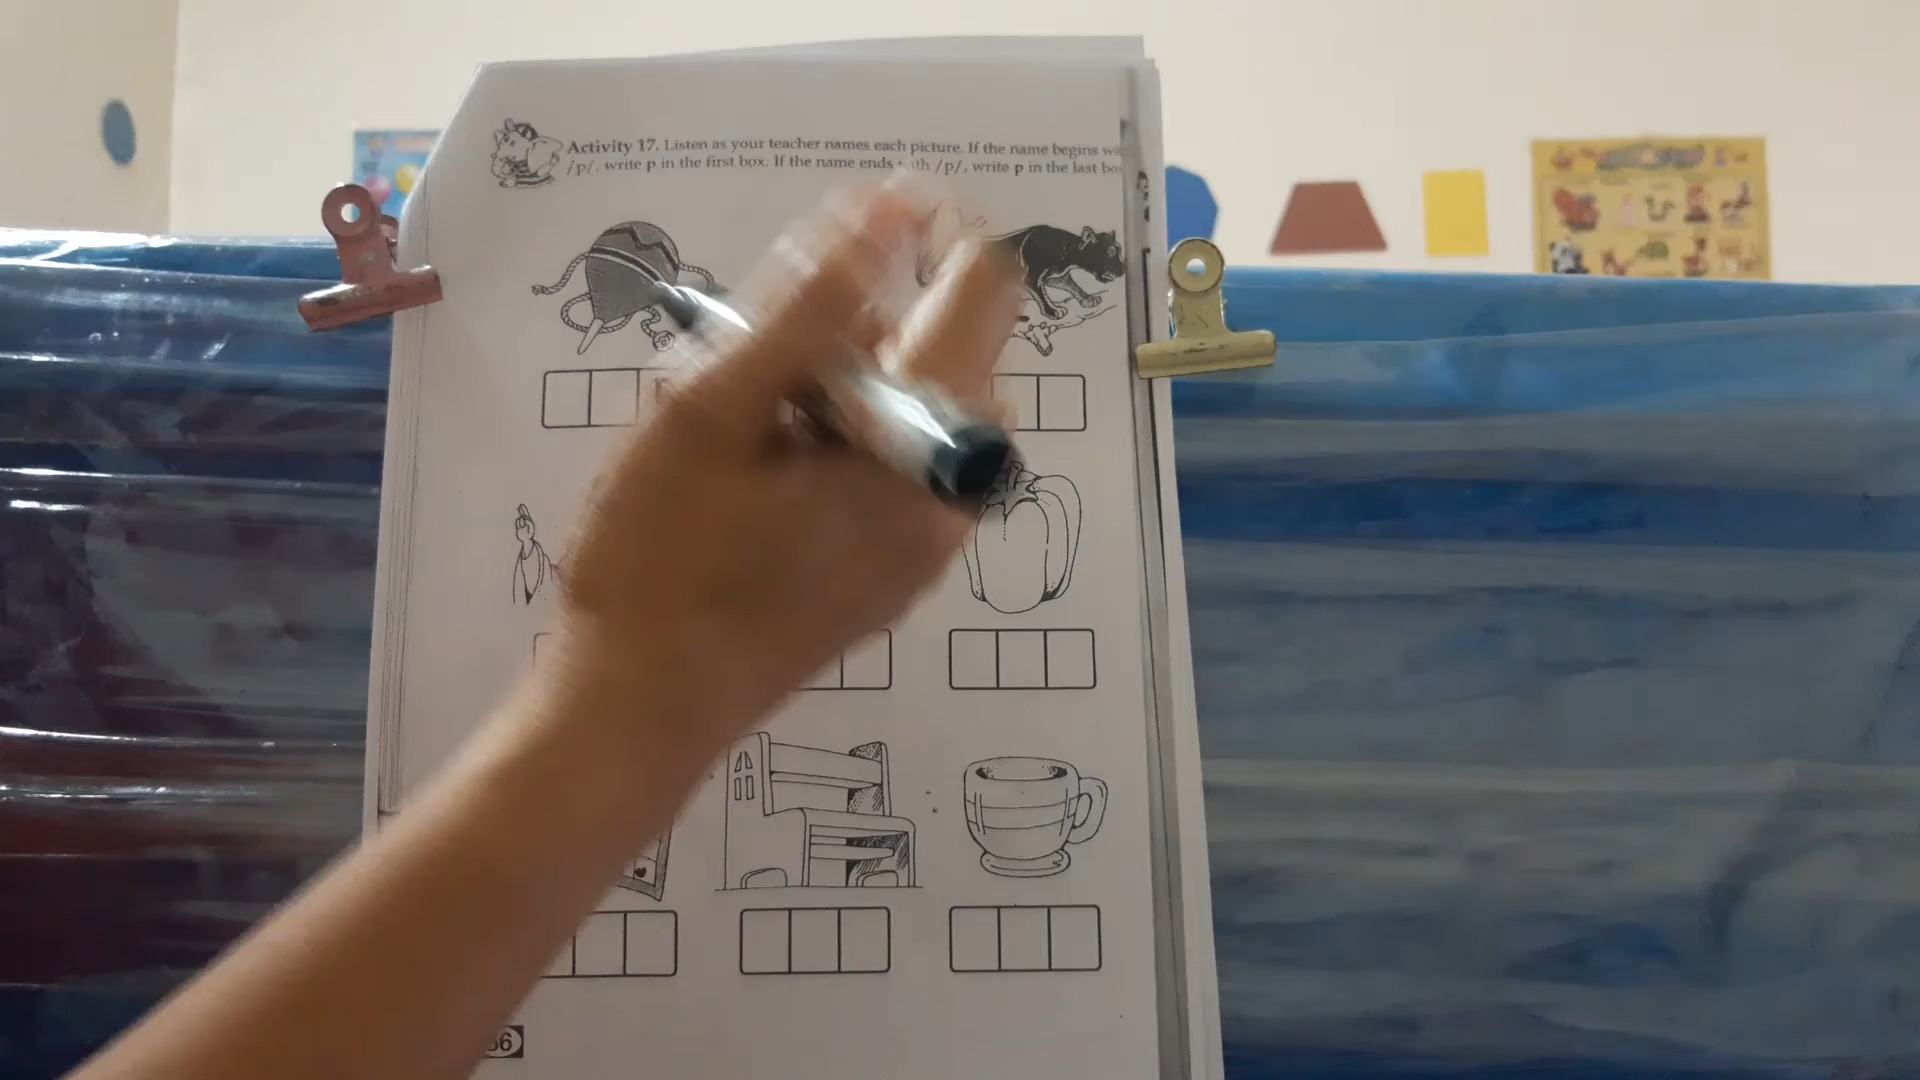 Activity 17. Listen as your teacher names each picture. If the name begins
/p/, write p in the first box. If the name ends /p/, write p in the last